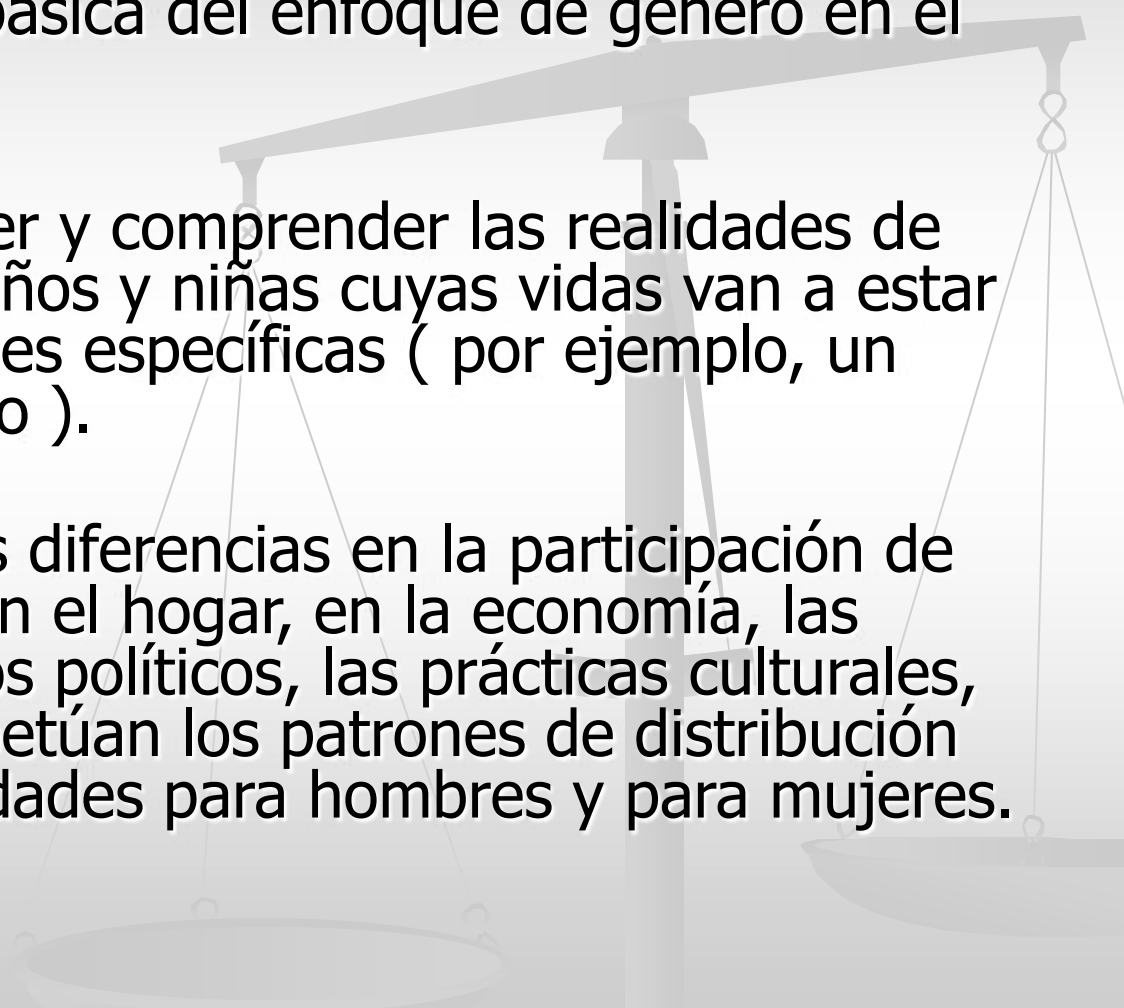 básica del enfoque de género en el
er y comprender las realidades de
ños y niñas cuyas vidas van a estar
es específicas ( por ejemplo, un
o ).
s diferencias en la participación de
n el hogar, en la economía, las
os políticos, las prácticas culturales,
etúan los patrones de distribución
dades para hombres y para mujeres.